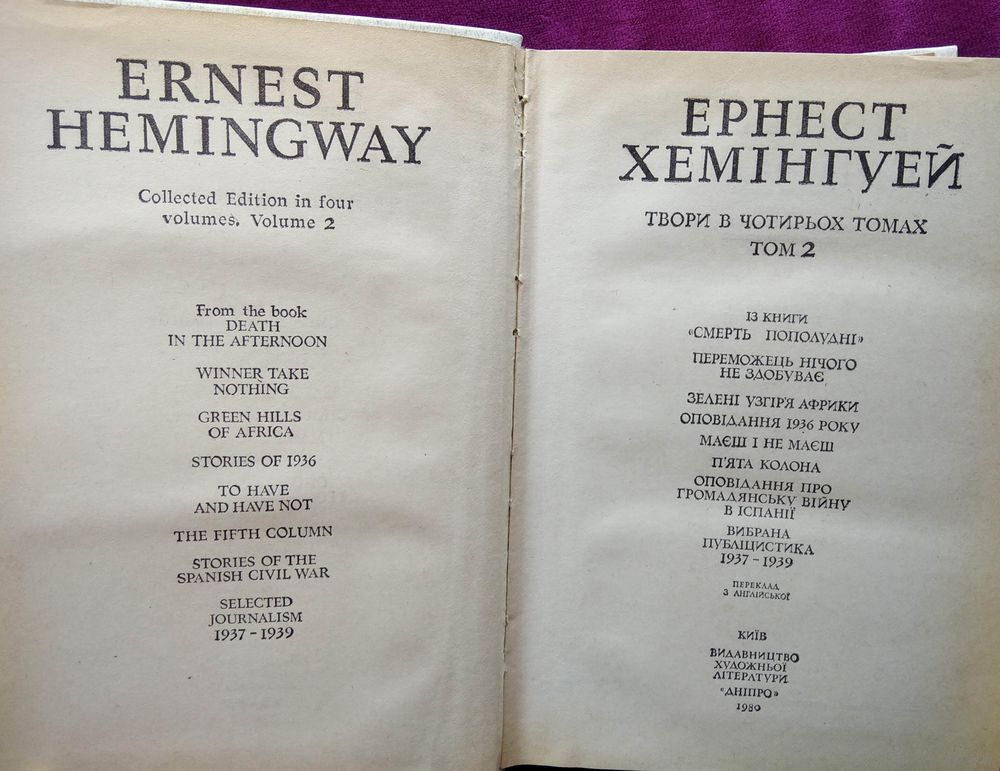 ERNEST
HEMINGWAY
Collected Edition in four
volumes. Volume 2
From the book
DEATH
IN THE AFTERNOON
WINNER TAKE
NOTHING
GREEN HILLS
OF AFRICA
STORIES OF 1936
TO HAVE
AND HAVE NOT
THE FIFTH COLUMN
STORIES OF THE
SPANISH CIVIL WAR
SELECTED
JOURNALISM
1937 - 1939
ЕРНЕСТ
ХЕМІНГУЕЙ
ТВОРИ В ЧОТИРЬОХ ТОМАХ
ТОМ 2
ІЗ КНИГИ
«СМЕРТЬ ПОПОЛУДНІ»
ПЕРЕМОЖЕЦЬ НІЧОГО
НЕ ЗДОБУВАЄ
ЗЕЛЕНІ УЗГІР'Я АФРИКИ
ОПОВІДАННЯ 1936 РОКУ
МАЄШ І НЕ МАЄШ
П'ЯТА КОЛОНА
ОПОВІДАННЯ ПРО
ГРОМАДЯНСЬКУ ВІЙНУ
В ІСПАНІЇ
ВИБРАНА
ПУБЛІЦИСТИКА
1937 - 1939
ПЕРЕКЛАД
З АНГЛІЙСЬКОЇ
КИЇВ
ВИДАВНИЦТВО
ХУДОЖНЬОЇ
ЛІТЕРАТУРИ
«ДНІПРО»
1980